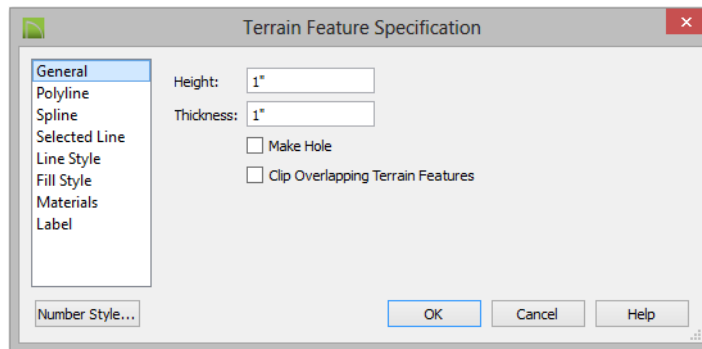 Terrain Feature Specification
General
Polyline
Spline
Selected Line
Line Style
Fill Style
Materials
Label
Height: 1"
Thickness: 1"
Make Hole
Clip Overlapping Terrain Features
Number Style... OK Cancel Help